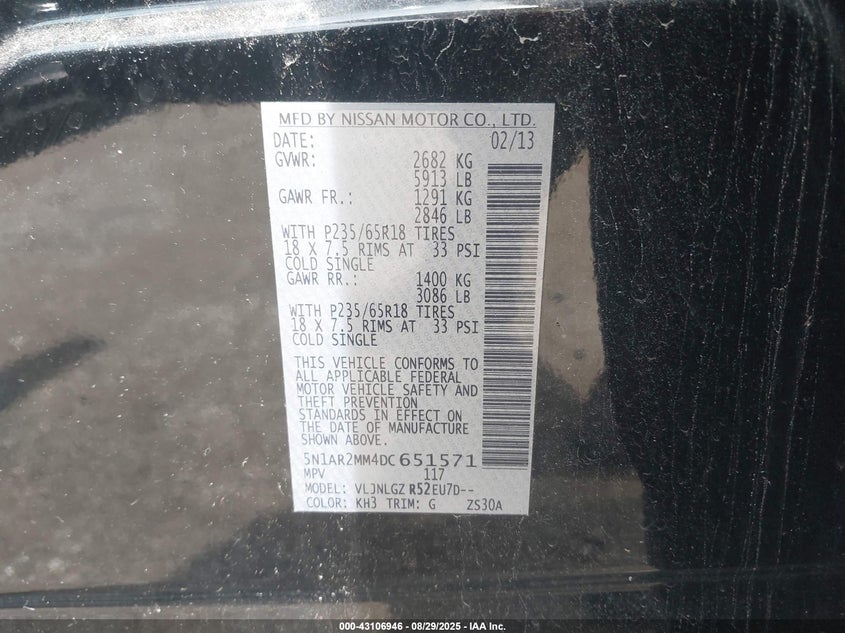 MFD BY NISSAN MOTOR CO., LTD.
DATE: 02/13
GVWR: 2682 KG
5913 LB
GAWR FR.: 1291 KG
2846 LB
WITH P235/65R18 TIRES
18 X 7.5 RIMS AT 33 PSI
COLD SINGLE
GAWR RR.: 1400 KG
3086 LB
WITH P235/65R18 TIRES
18 X 7.5 RIMS AT 33 PSI
COLD SINGLE
THIS VEHICLE CONFORMS TO
ALL APPLICABLE FEDERAL
MOTOR VEHICLE SAFETY AND
THEFT PREVENTION
STANDARDS IN EFFECT ON
THE DATE OF MANUFACTURE
SHOWN ABOVE.
5N1AR2MM4DC651571
MPV 117
MODEL: VLJNLGZ R52EU7D--
COLOR: KH3 TRIM: G ZS30A
000-43106946 - 08/29/2025 - IAA Inc.